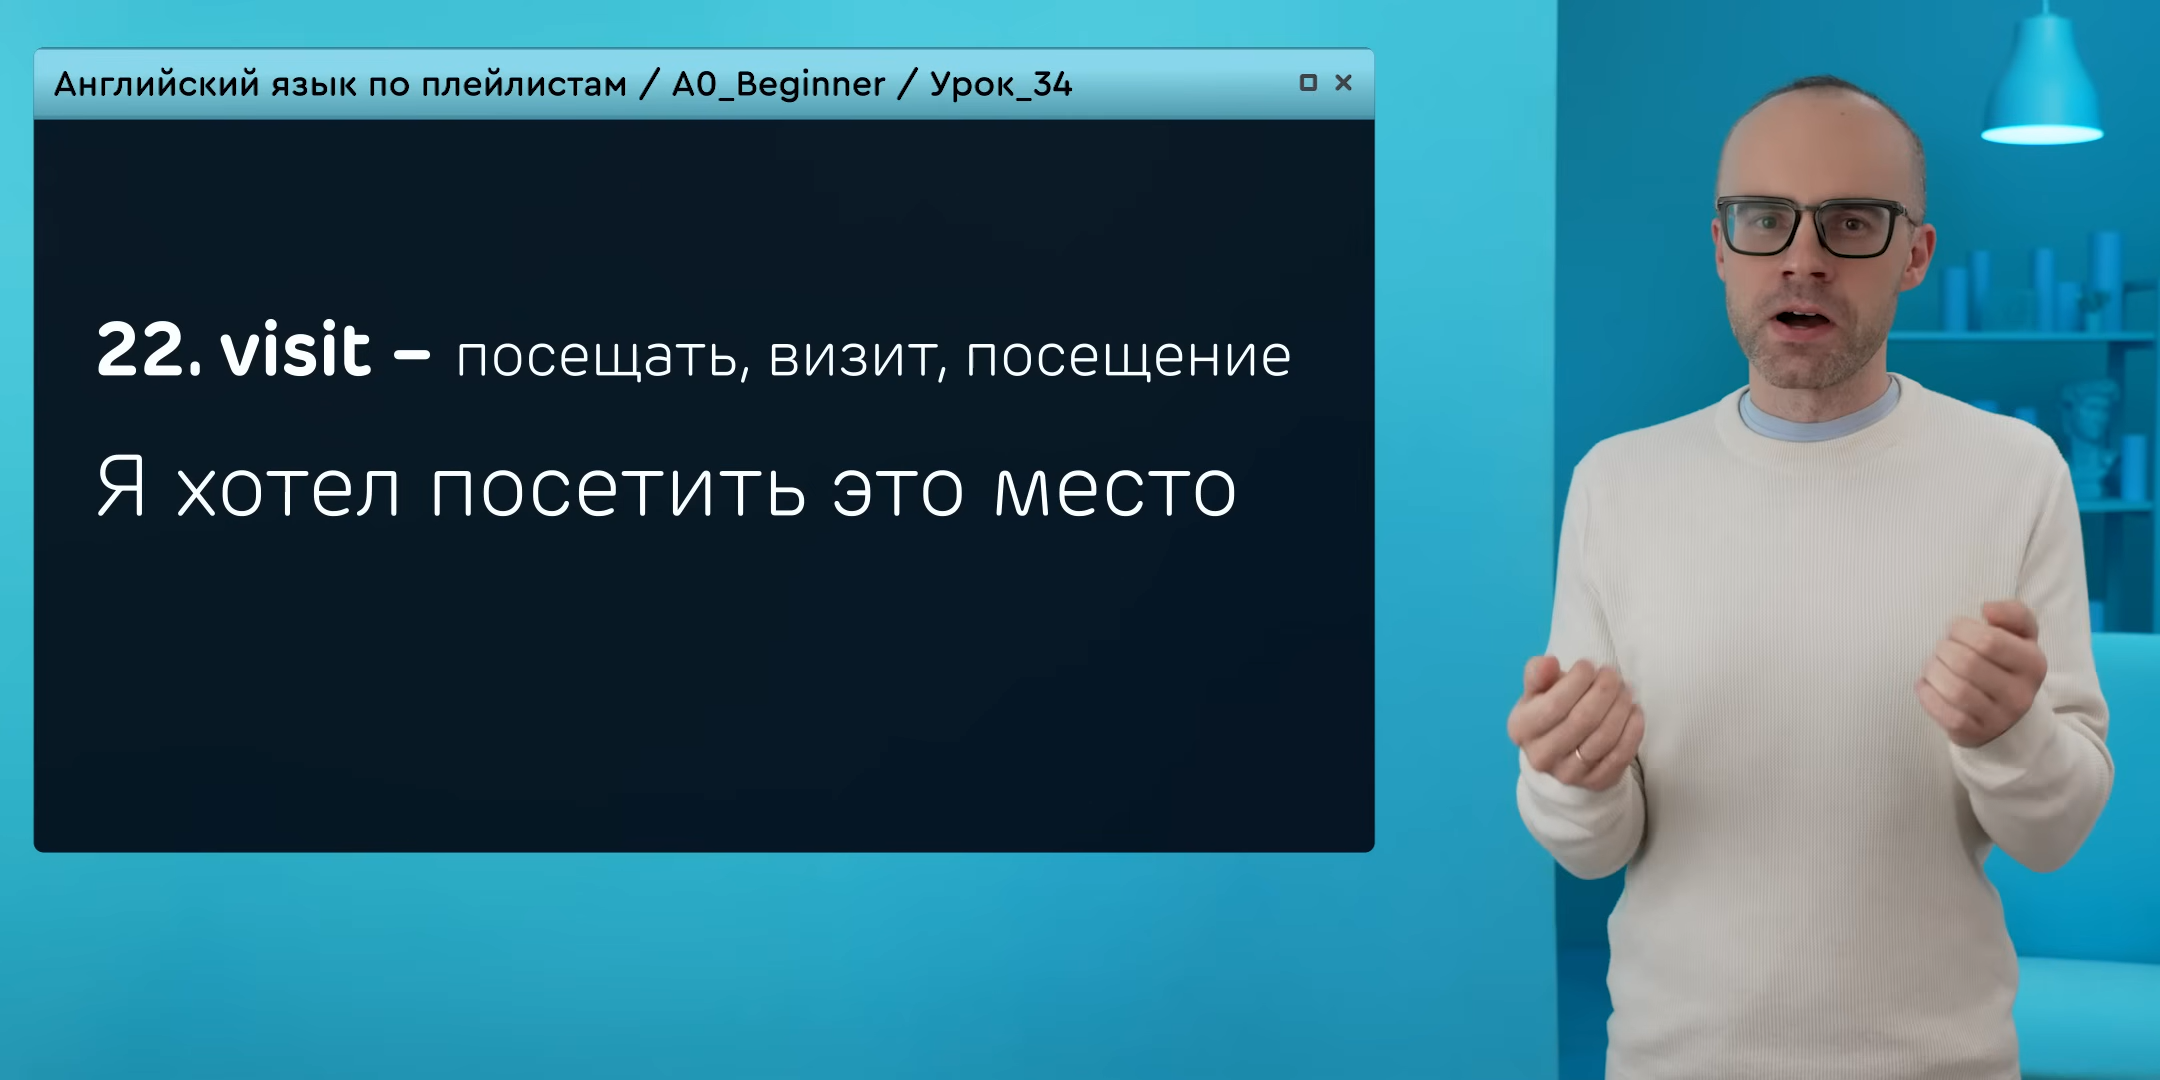 Английский язык по плейлистам / A0_Beginner / Урок_34
22. visit – посещать, визит, посещение
Я хотел посетить это место